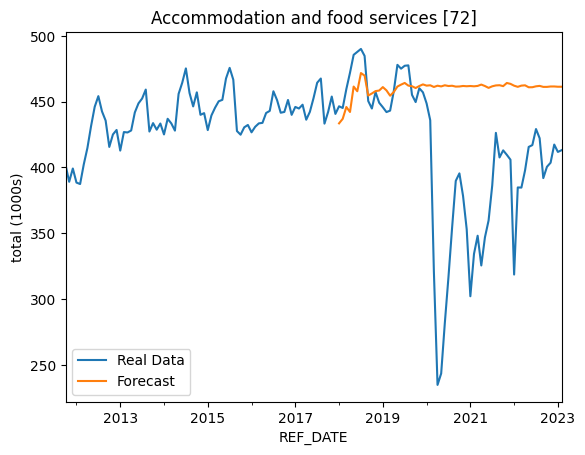 Accommodation and food services [72]
total (1000s)
500
450
400
350
300
250
Real Data
Forecast
2013
2015
2017
2019
2021
2023
REF_DATE